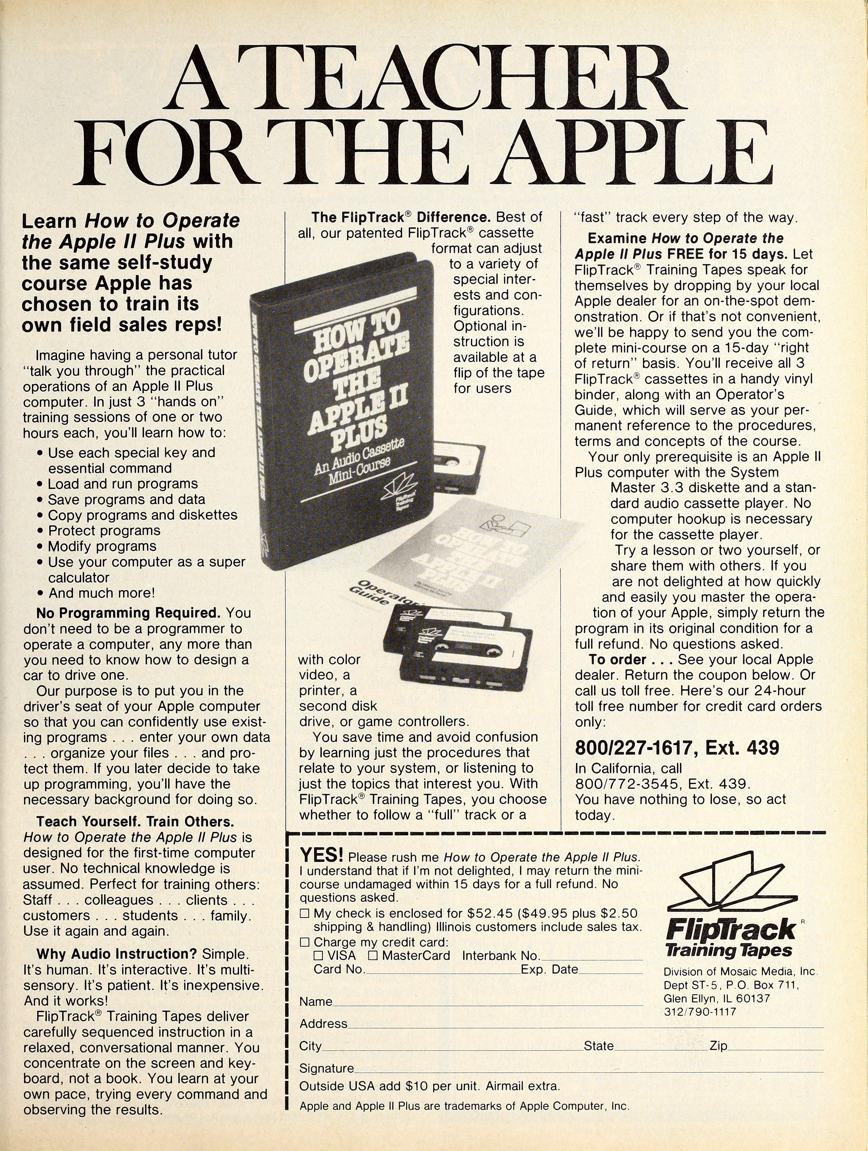 A TEACHER
FOR THE APPLE
Learn How to Operate
the Apple II Plus with
the same self-study
course Apple has
chosen to train its
own field sales reps!
Imagine having a personal tutor
“talk you through” the practical
operations of an Apple II Plus
computer. In just 3 “hands on”
training sessions of one or two
hours each, you’ll learn how to:
• Use each special key and
essential command
• Load and run programs
• Save programs and data
• Copy programs and diskettes
• Protect programs
• Modify programs
• Use your computer as a super
calculator
• And much more!
No Programming Required. You
don’t need to be a programmer to
operate a computer, any more than
you need to know how to design a
car to drive one.
Our purpose is to put you in the
driver’s seat of your Apple computer
so that you can confidently use exist-
ing programs . . . enter your own data
. . . organize your files . . . and pro-
tect them. If you later decide to take
up programming, you’ll have the
necessary background for doing so.
Teach Yourself. Train Others.
How to Operate the Apple II Plus is
designed for the first-time computer
user. No technical knowledge is
assumed. Perfect for training others:
Staff . . . colleagues . . . clients . . .
customers . . . students . . . family.
Use it again and again.
Why Audio Instruction? Simple.
It’s human. It’s interactive. It’s multi-
sensory. It’s patient. It’s inexpensive.
And it works!
FlipTrack® Training Tapes deliver
carefully sequenced instruction in a
relaxed, conversational manner. You
concentrate on the screen and key-
board, not a book. You learn at your
own pace, trying every command and
observing the results.
The FlipTrack® Difference. Best of
all, our patented FlipTrack® cassette
format can adjust
to a variety of
special inter-
ests and con-
figurations.
Optional in-
struction is
available at a
flip of the tape
for users
HOW TO OPERATE THE APPLE II PLUS
HOW TO
OPERATE
THE
APPLE II
PLUS
An Audio Cassette
Mini-Course
FlipTrack
Training
Tapes
HOW TO
OPERATE
THE
APPLE II
PLUS
Operator's
Guide
with color
video, a
printer, a
second disk
drive, or game controllers.
You save time and avoid confusion
by learning just the procedures that
relate to your system, or listening to
just the topics that interest you. With
FlipTrack® Training Tapes, you choose
whether to follow a “full” track or a
“fast” track every step of the way.
Examine How to Operate the
Apple II Plus FREE for 15 days. Let
FlipTrack® Training Tapes speak for
themselves by dropping by your local
Apple dealer for an on-the-spot dem-
onstration. Or if that’s not convenient,
we’ll be happy to send you the com-
plete mini-course on a 15-day “right
of return” basis. You’ll receive all 3
FlipTrack® cassettes in a handy vinyl
binder, along with an Operator’s
Guide, which will serve as your per-
manent reference to the procedures,
terms and concepts of the course.
Your only prerequisite is an Apple II
Plus computer with the System
Master 3.3 diskette and a stan-
dard audio cassette player. No
computer hookup is necessary
for the cassette player.
Try a lesson or two yourself, or
share them with others. If you
are not delighted at how quickly
and easily you master the opera-
tion of your Apple, simply return the
program in its original condition for a
full refund. No questions asked.
To order . . . See your local Apple
dealer. Return the coupon below. Or
call us toll free. Here’s our 24-hour
toll free number for credit card orders
only:
800/227-1617, Ext. 439
In California, call
800/772-3545, Ext. 439.
You have nothing to lose, so act
today.
YES! Please rush me How to Operate the Apple II Plus.
I understand that if I’m not delighted, I may return the mini-
course undamaged within 15 days for a full refund. No
questions asked.
☐ My check is enclosed for $52.45 ($49.95 plus $2.50
shipping & handling) Illinois customers include sales tax.
☐ Charge my credit card:
☐ VISA ☐ MasterCard Interbank No.
Card No. Exp. Date
Name
Address
City State Zip
Signature
Outside USA add $10 per unit. Airmail extra.
Apple and Apple II Plus are trademarks of Apple Computer, Inc.
FlipTrack®
Training Tapes
Division of Mosaic Media, Inc.
Dept ST-5, P.O. Box 711,
Glen Ellyn, IL 60137
312/790-1117